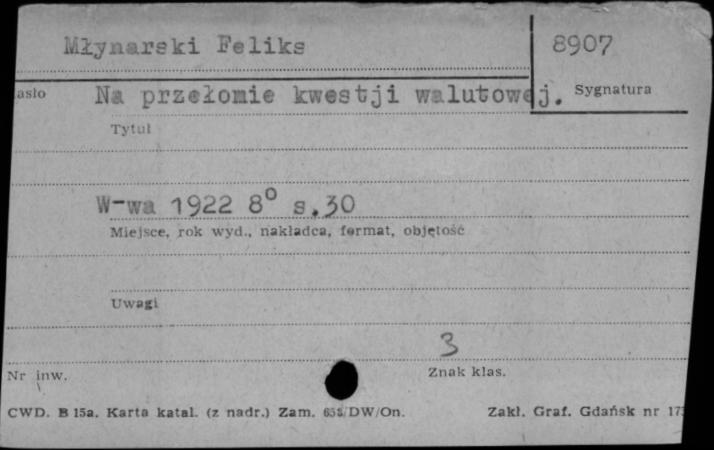 Młynarski Feliks 8907
asło Na przełomie kwestji walutowej. Sygnatura
Tytuł
W-wa 1922 8° s.30
Miejsce, rok wyd., nakładca, format, objętość
Uwagi
3
Nr inw. Znak klas.
CWD. B 15a. Karta katal. (z nadr.) Zam. DW/On. Zakł. Graf. Gdańsk nr 17